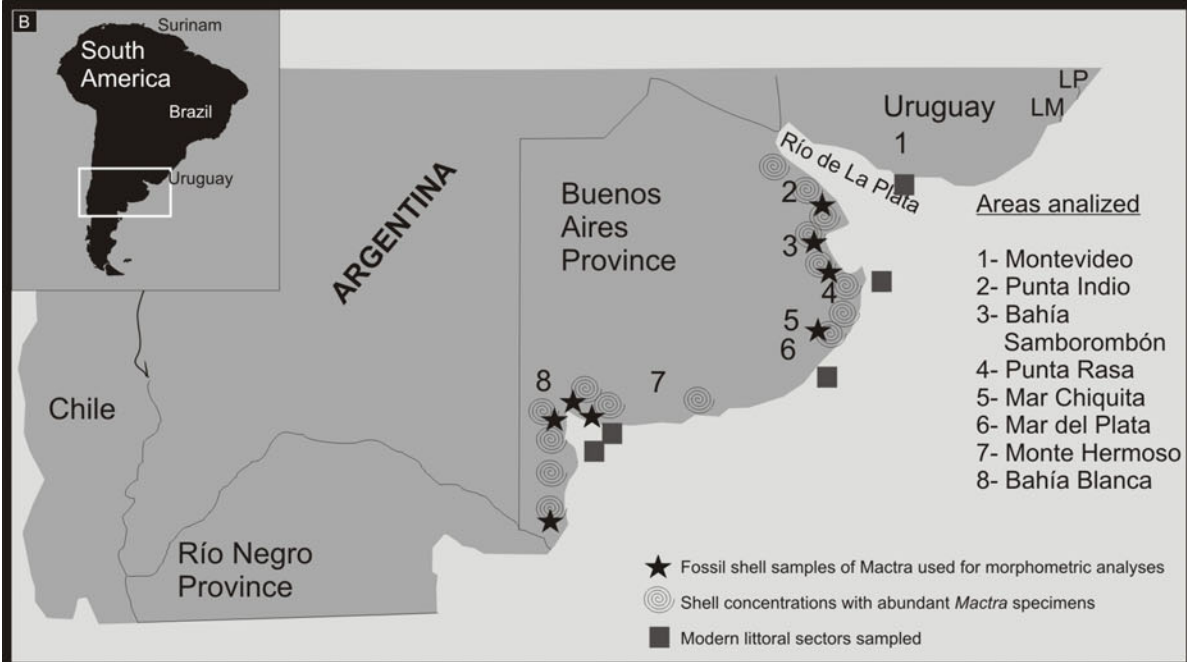 B
Surinam
South
America
Brazil
Uruguay
LP
LM
Uruguay
1
Río de La Plata
ARGENTINA
Buenos
Aires
Province
2
3
4
5
6
7
8
Chile
Río Negro
Province
Areas analized
1- Montevideo
2- Punta Indio
3- Bahía
Samborombón
4- Punta Rasa
5- Mar Chiquita
6- Mar del Plata
7- Monte Hermoso
8- Bahía Blanca
Fossil shell samples of Mactra used for morphometric analyses
Shell concentrations with abundant Mactra specimens
Modern littoral sectors sampled